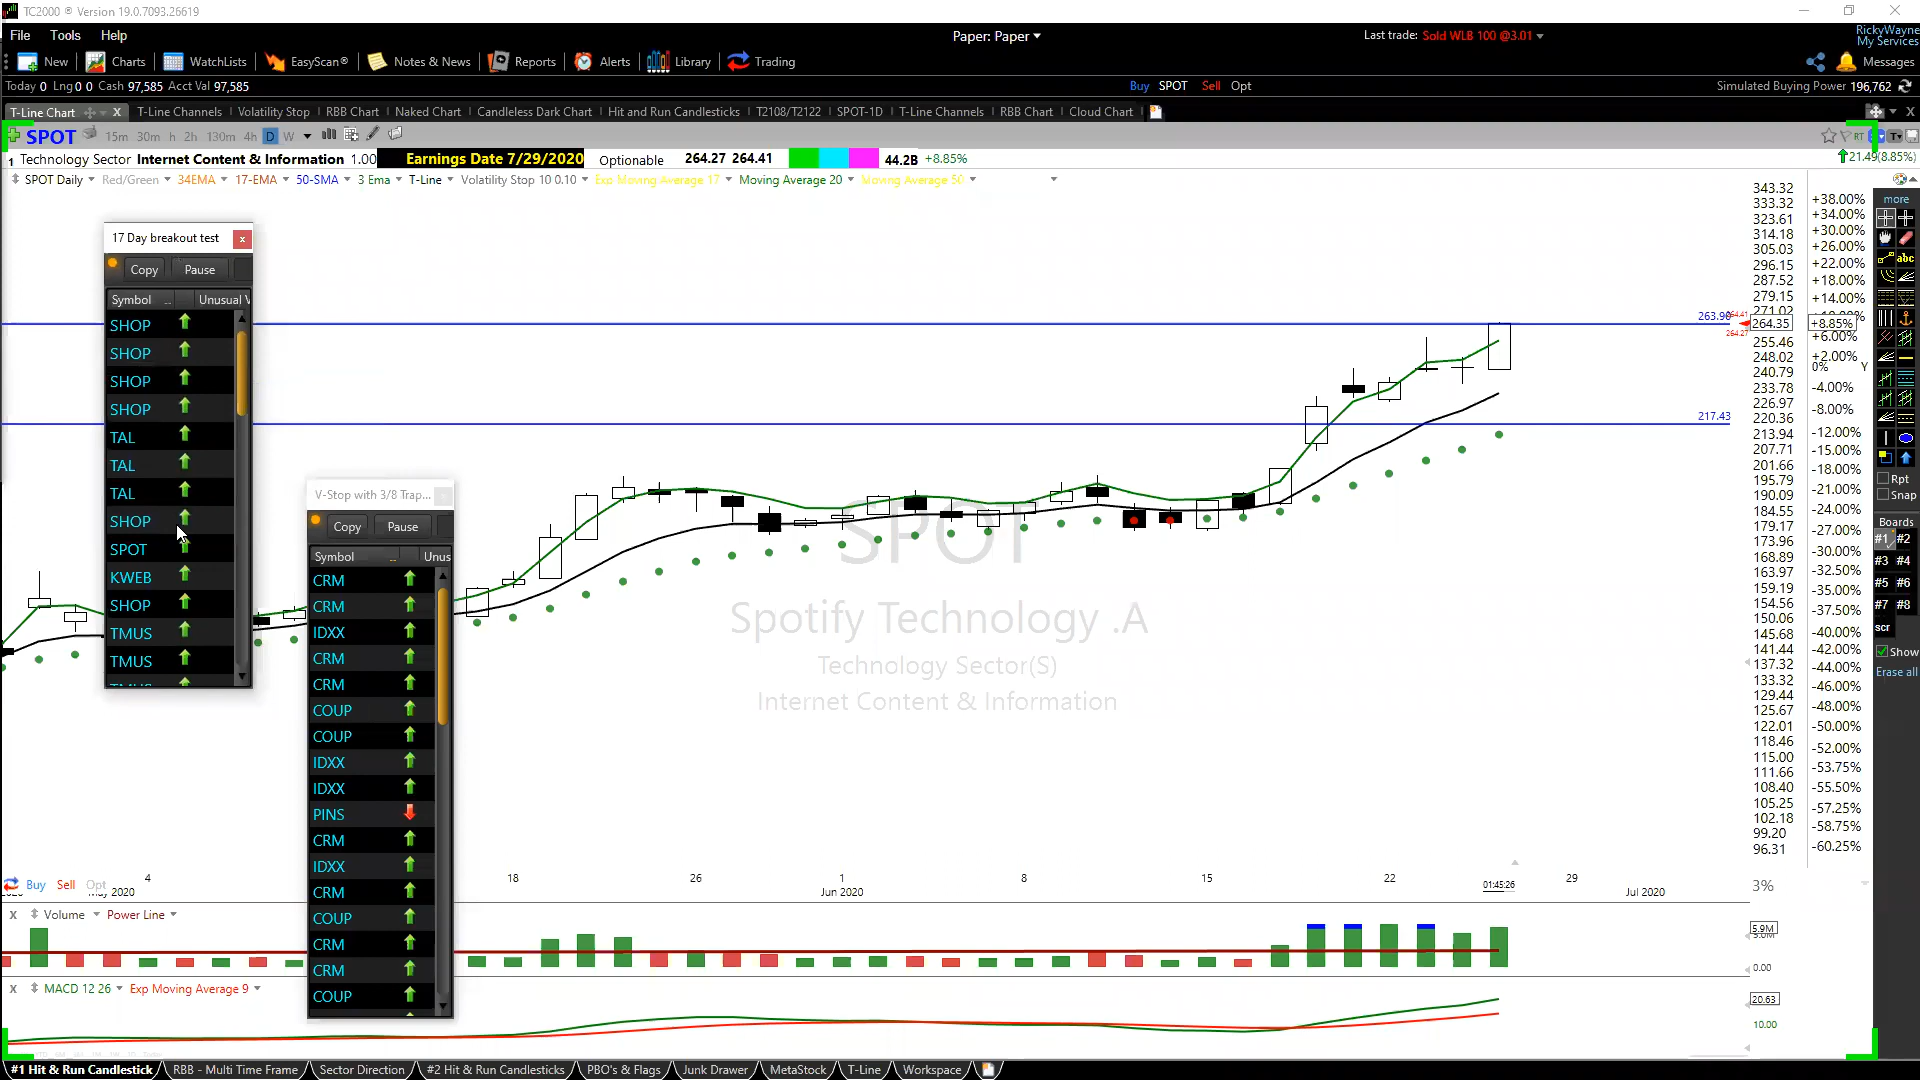 TC2000 ® Version 19.0.7093.26619
File Tools Help
Paper: Paper
Last trade: Sold WLB 100 @3.01
RickyWayne
My Services
New Charts WatchLists EasyScan® Notes & News Reports Alerts Library Trading
Messages
Today 0 Lng 0 0 Cash 97,585 Acct Val 97,585
Buy SPOT Sell Opt
Simulated Buying Power 196,762
T-Line Chart X T-Line Channels Volatility Stop RBB Chart Naked Chart Candleless Dark Chart Hit and Run Candlesticks T2108/T2122 SPOT-1D T-Line Channels RBB Chart Cloud Chart
SPOT 15m 30m h 2h 130m 4h D W
RT
1 Technology Sector Internet Content & Information 1.00 Earnings Date 7/29/2020 Optionable 264.27 264.41 44.2B +8.85%
21.49(8.85%)
SPOT Daily Red/Green 34EMA 17-EMA 50-SMA 3 Ema T-Line Volatility Stop 10 0.10 Exp Moving Average 17 Moving Average 20 Moving Average 50
17 Day breakout test x
Copy Pause
Symbol ... Unusual V
SHOP
SHOP
SHOP
SHOP
TAL
TAL
TAL
SHOP
SPOT
KWEB
SHOP
TMUS
TMUS
V-Stop with 3/8 Trap...
Copy Pause
Symbol ... Unus
CRM
CRM
IDXX
CRM
CRM
COUP
COUP
IDXX
IDXX
PINS
CRM
IDXX
CRM
COUP
CRM
CRM
COUP
SPOT
Spotify Technology .A
Technology Sector(S)
Internet Content & Information
263.90
217.43
343.32
333.32
323.61
314.18
305.03
296.15
287.52
279.15
271.02
264.35
255.46
248.02
240.79
233.78
226.97
220.36
213.94
207.71
201.66
195.79
190.09
184.55
179.17
173.96
168.89
163.97
159.19
154.56
150.06
145.68
141.44
137.32
133.32
129.44
125.67
122.01
118.46
115.00
111.66
108.40
105.25
102.18
99.20
96.31
+38.00%
+34.00%
+30.00%
+26.00%
+22.00%
+18.00%
+14.00%
+8.85%
+6.00%
+2.00%
0% Y
-4.00%
-8.00%
-12.00%
-15.00%
-18.00%
-21.00%
-24.00%
-27.00%
-30.00%
-32.50%
-35.00%
-37.50%
-40.00%
-42.00%
-44.00%
-46.00%
-48.00%
-50.00%
-52.00%
-53.75%
-55.50%
-57.25%
-58.75%
-60.25%
more
abc
Rpt
Snap
Boards
#1 #2
#3 #4
#5 #6
#7 #8
scr
Show
Erase all
Buy Sell Opt
4 18 26 1 8 15 22 01:45:26 29
May 2020 Jun 2020 Jul 2020
3%
X Volume Power Line
5.9M
0.00
X MACD 12 26 Exp Moving Average 9
20.63
10.00
#1 Hit & Run Candlestick RBB - Multi Time Frame Sector Direction #2 Hit & Run Candlesticks PBO's & Flags Junk Drawer MetaStock T-Line Workspace